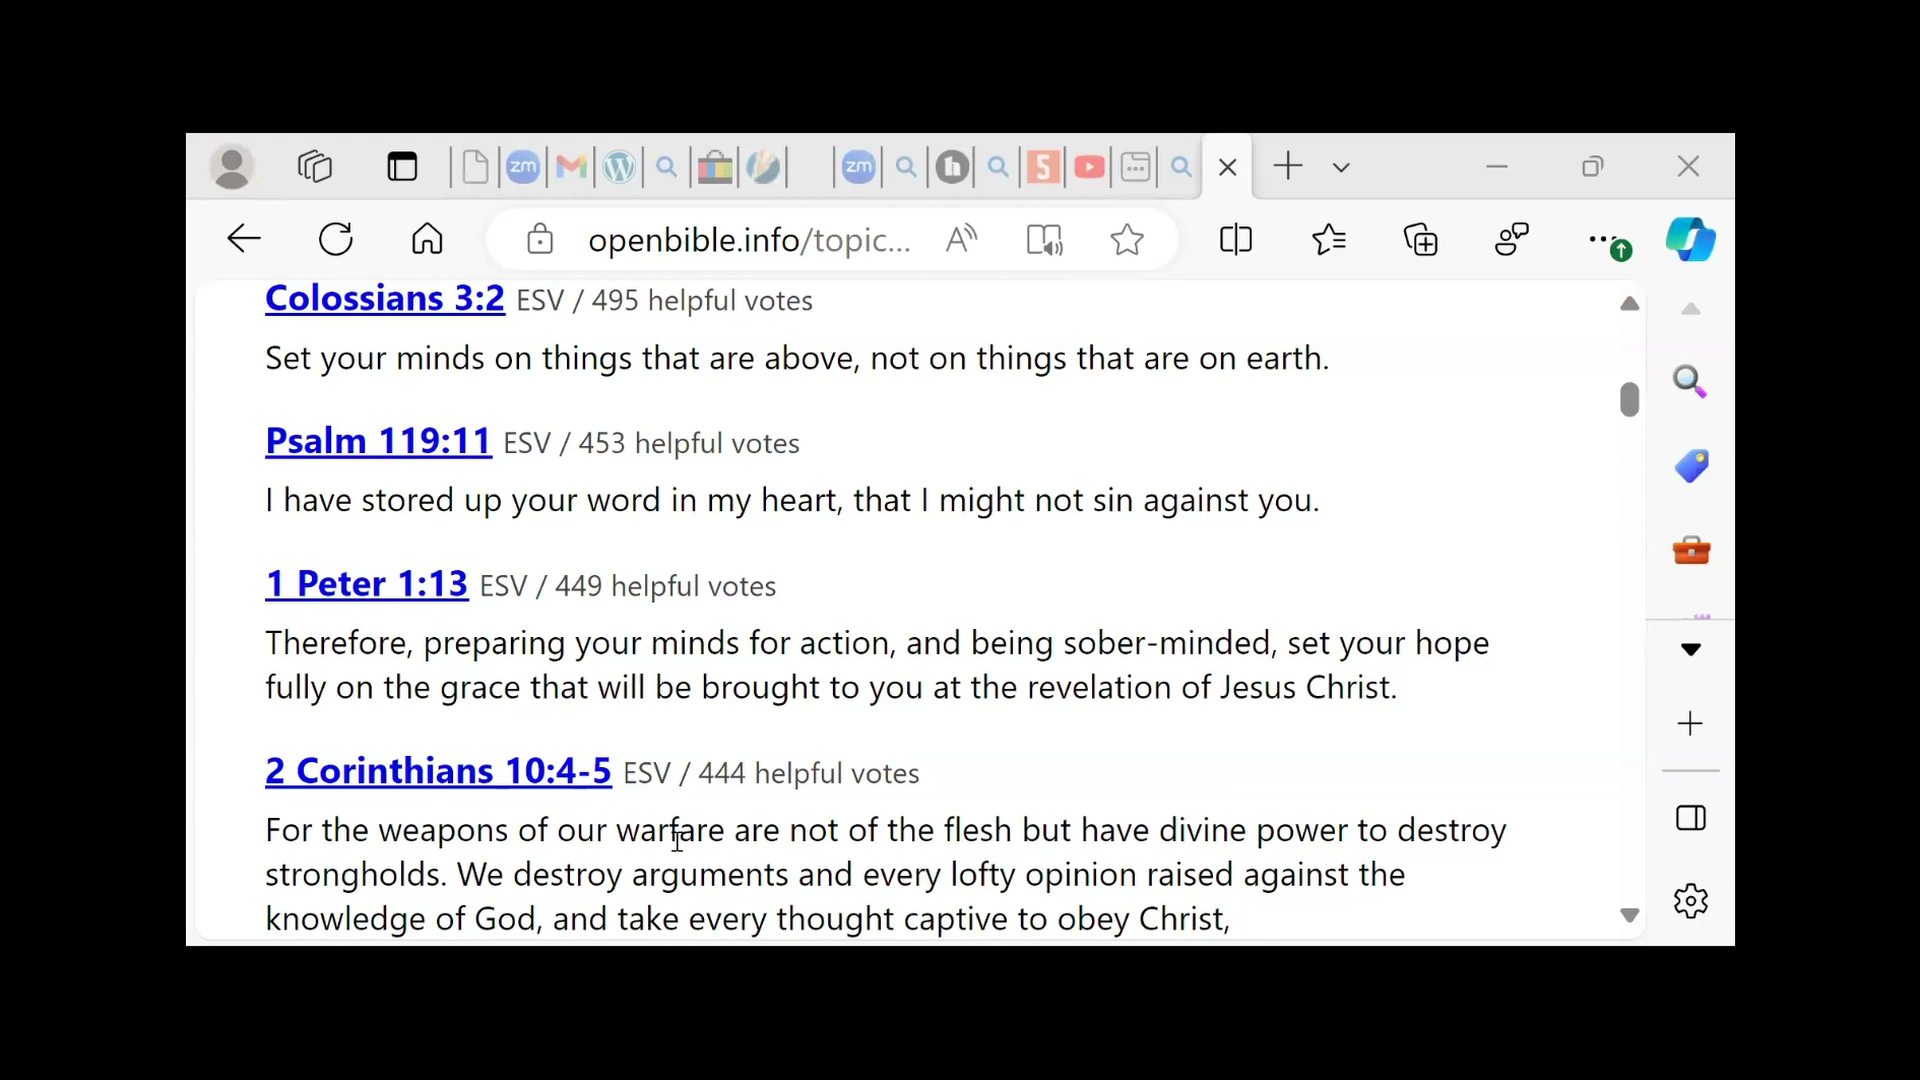 zm
zm
h
S
openbible.info/topic...
A
Colossians 3:2 ESV / 495 helpful votes
Set your minds on things that are above, not on things that are on earth.
Psalm 119:11 ESV / 453 helpful votes
I have stored up your word in my heart, that I might not sin against you.
1 Peter 1:13 ESV / 449 helpful votes
Therefore, preparing your minds for action, and being sober-minded, set your hope
fully on the grace that will be brought to you at the revelation of Jesus Christ.
2 Corinthians 10:4-5 ESV / 444 helpful votes
For the weapons of our warfare are not of the flesh but have divine power to destroy
strongholds. We destroy arguments and every lofty opinion raised against the
knowledge of God, and take every thought captive to obey Christ,